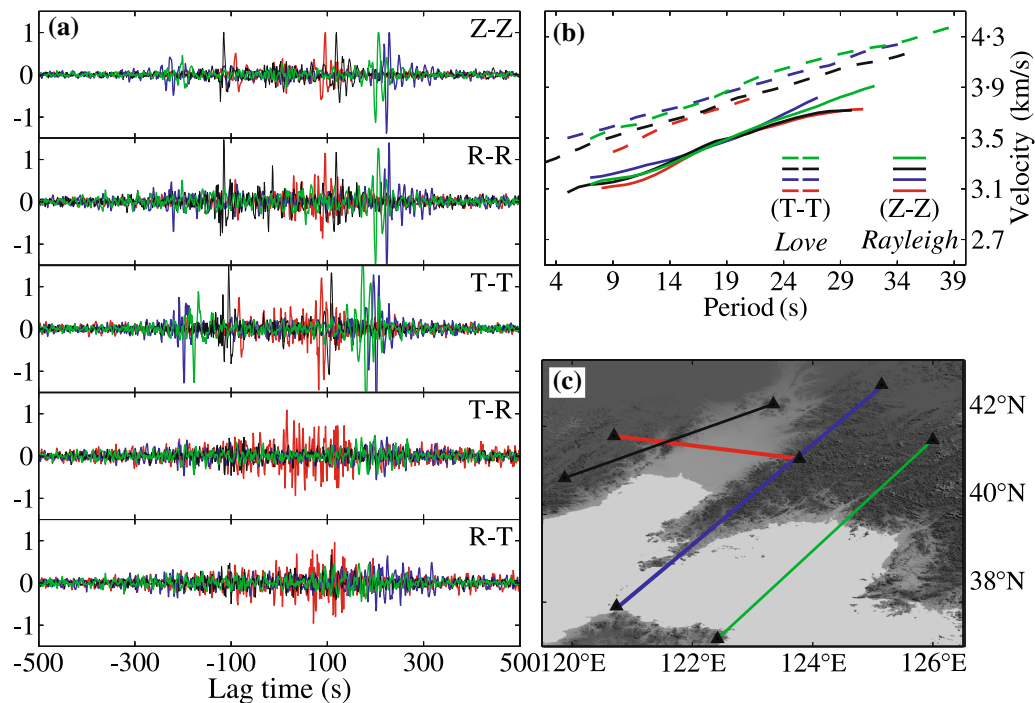 (a)
Z-Z
1
0
1
R-R
1
0
1
T-T
1
0
1
T-R
1
0
1
R-T
1
0
1
-500 -300 -100 100 300 500
Lag time (s)
(b)
4.3
3.9
3.5
3.1
2.7
Velocity (km/s)
(T-T) (Z-Z)
Love Rayleigh
4 9 14 19 24 29 34 39
Period (s)
(c)
42°N
40°N
38°N
120°E 122°E 124°E 126°E